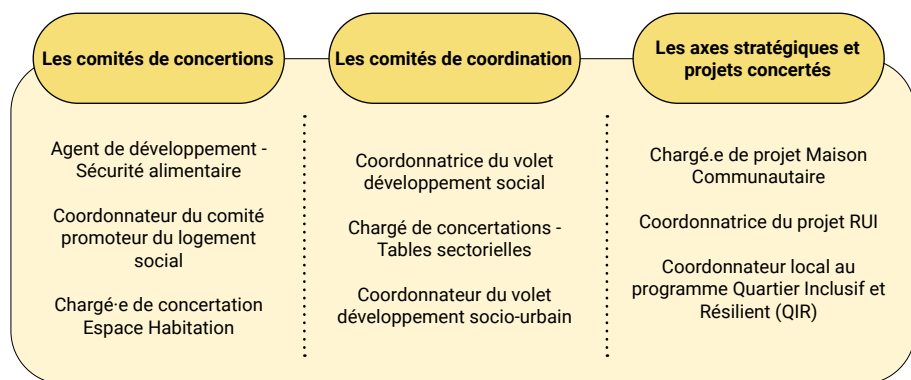 Les comités de concertions
Agent de développement -
Sécurité alimentaire
Coordonnateur du comité
promoteur du logement
social
Chargé·e de concertation
Espace Habitation
Les comités de coordination
Coordonnatrice du volet
développement social
Chargé de concertations -
Tables sectorielles
Coordonnateur du volet
développement socio-urbain
Les axes stratégiques et
projets concertés
Chargé.e de projet Maison
Communautaire
Coordonnatrice du projet RUI
Coordonnateur local au
programme Quartier Inclusif et
Résilient (QIR)